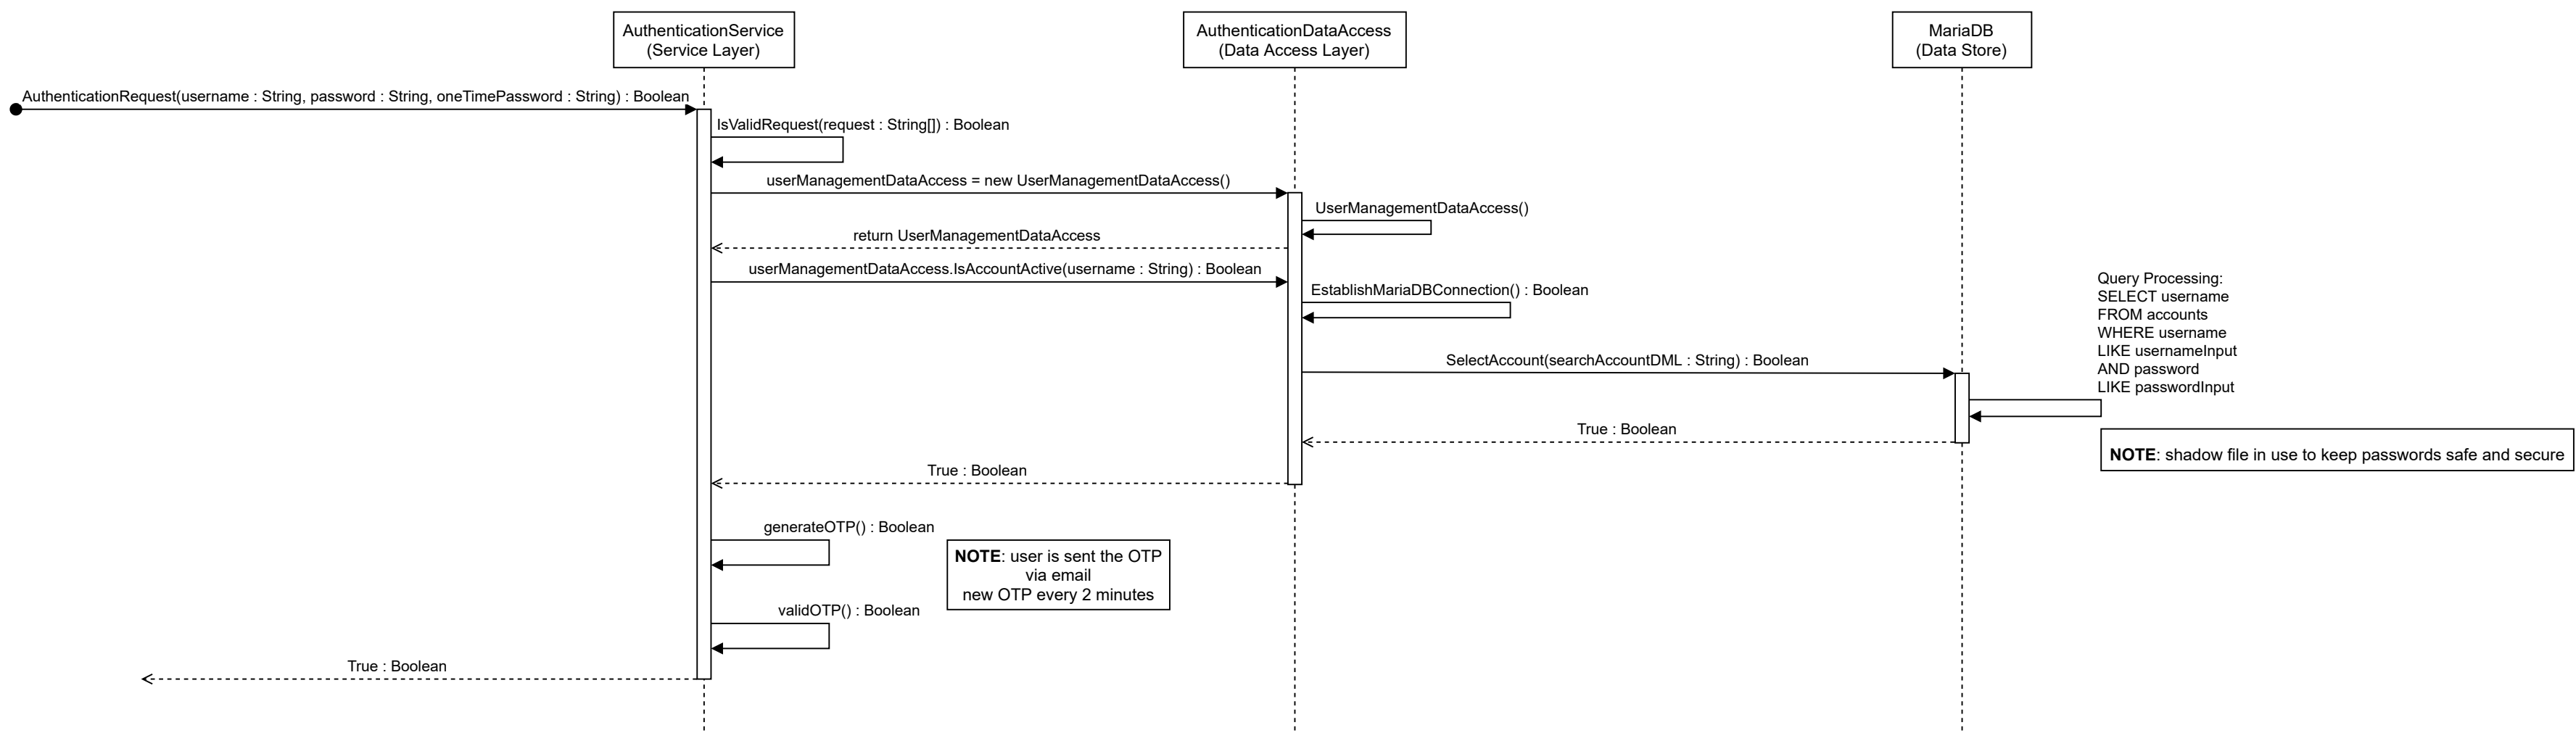 AuthenticationService
(Service Layer)
AuthenticationDataAccess
(Data Access Layer)
MariaDB
(Data Store)
AuthenticationRequest(username : String, password : String, oneTimePassword : String) : Boolean
IsValidRequest(request : String[]) : Boolean
userManagementDataAccess = new UserManagementDataAccess()
UserManagementDataAccess()
return UserManagementDataAccess
userManagementDataAccess.IsAccountActive(username : String) : Boolean
EstablishMariaDBConnection() : Boolean
Query Processing:
SELECT username
FROM accounts
WHERE username
LIKE usernameInput
AND password
LIKE passwordInput
SelectAccount(searchAccountDML : String) : Boolean
True : Boolean
NOTE: shadow file in use to keep passwords safe and secure
True : Boolean
generateOTP() : Boolean
NOTE: user is sent the OTP
via email
new OTP every 2 minutes
validOTP() : Boolean
True : Boolean